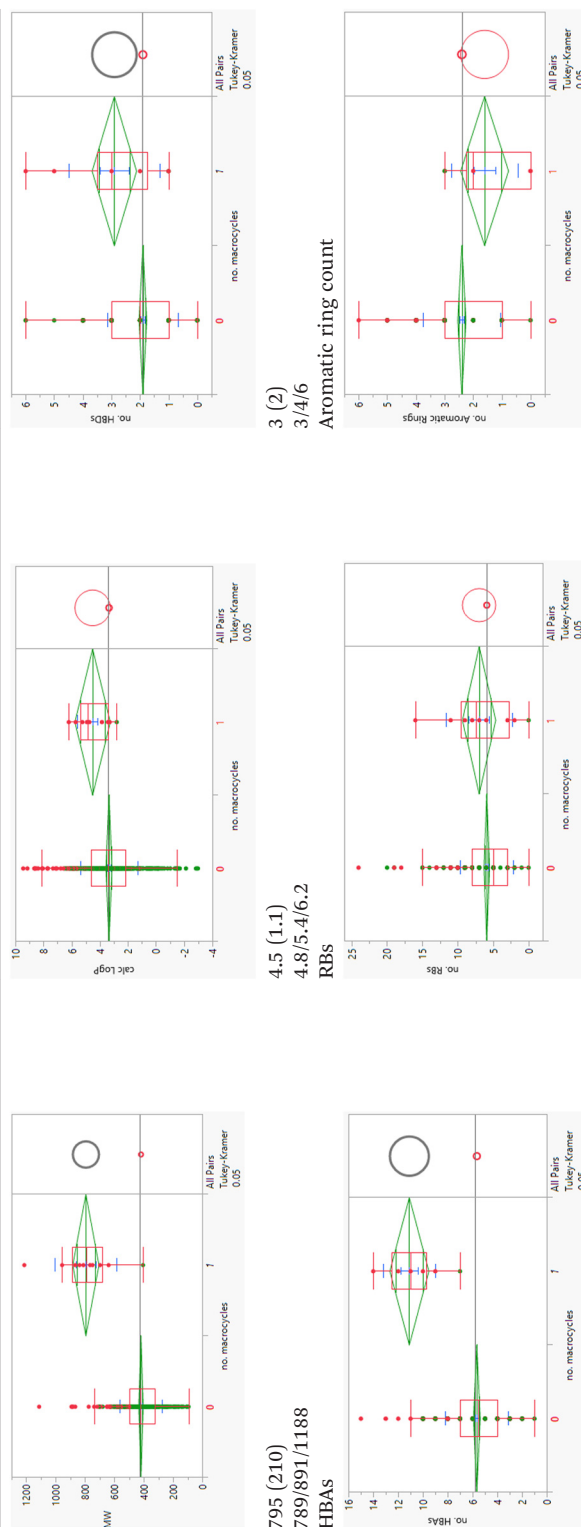 MW
1200
1000
800
600
400
200
0
0
1
no. macrocycles
All Pairs
Tukey-Kramer
0.05
calc LogP
10
8
6
4
2
0
-2
-4
0
1
no. macrocycles
All Pairs
Tukey-Kramer
0.05
no. HBDs
6
5
4
3
2
1
0
0
1
no. macrocycles
All Pairs
Tukey-Kramer
0.05
795 (210)
789/891/1188
HBAs
4.5 (1.1)
4.8/5.4/6.2
RBs
3 (2)
3/4/6
Aromatic ring count
no. HBAs
16
14
12
10
8
6
4
2
0
0
1
no. macrocycles
All Pairs
Tukey-Kramer
0.05
no. RBs
25
20
15
10
5
0
0
1
no. macrocycles
All Pairs
Tukey-Kramer
0.05
no. Aromatic Rings
6
5
4
3
2
1
0
0
1
no. macrocycles
All Pairs
Tukey-Kramer
0.05